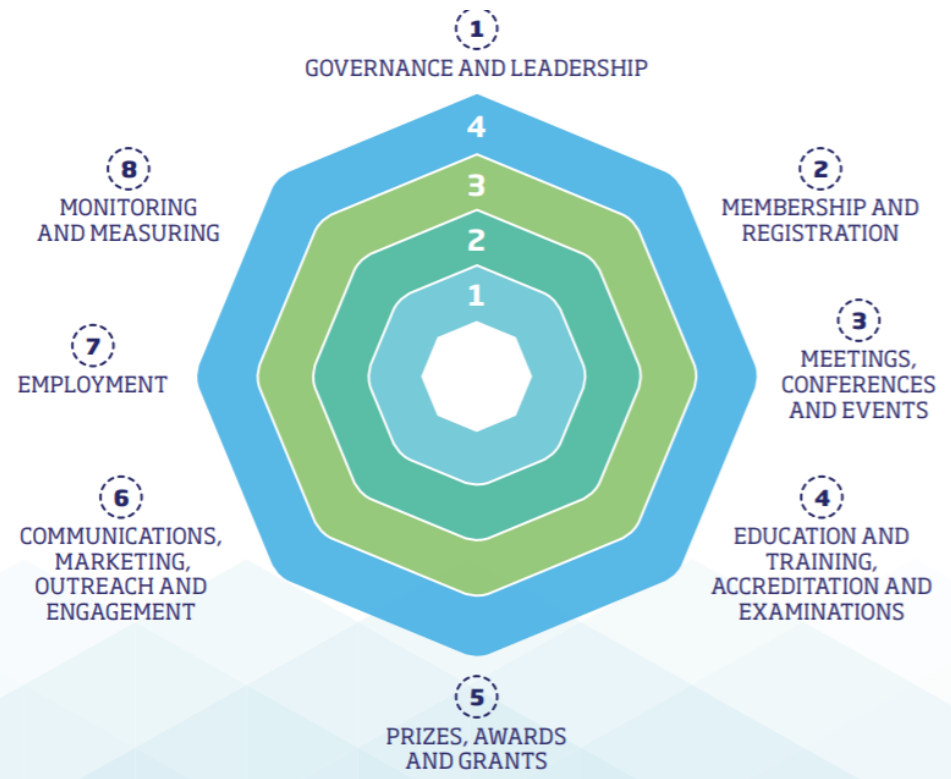 1
GOVERNANCE AND LEADERSHIP
4
3
2
1
2
MEMBERSHIP AND
REGISTRATION
3
MEETINGS,
CONFERENCES
AND EVENTS
4
EDUCATION AND
TRAINING,
ACCREDITATION AND
EXAMINATIONS
5
PRIZES, AWARDS
AND GRANTS
6
COMMUNICATIONS,
MARKETING,
OUTREACH AND
ENGAGEMENT
7
EMPLOYMENT
8
MONITORING
AND MEASURING